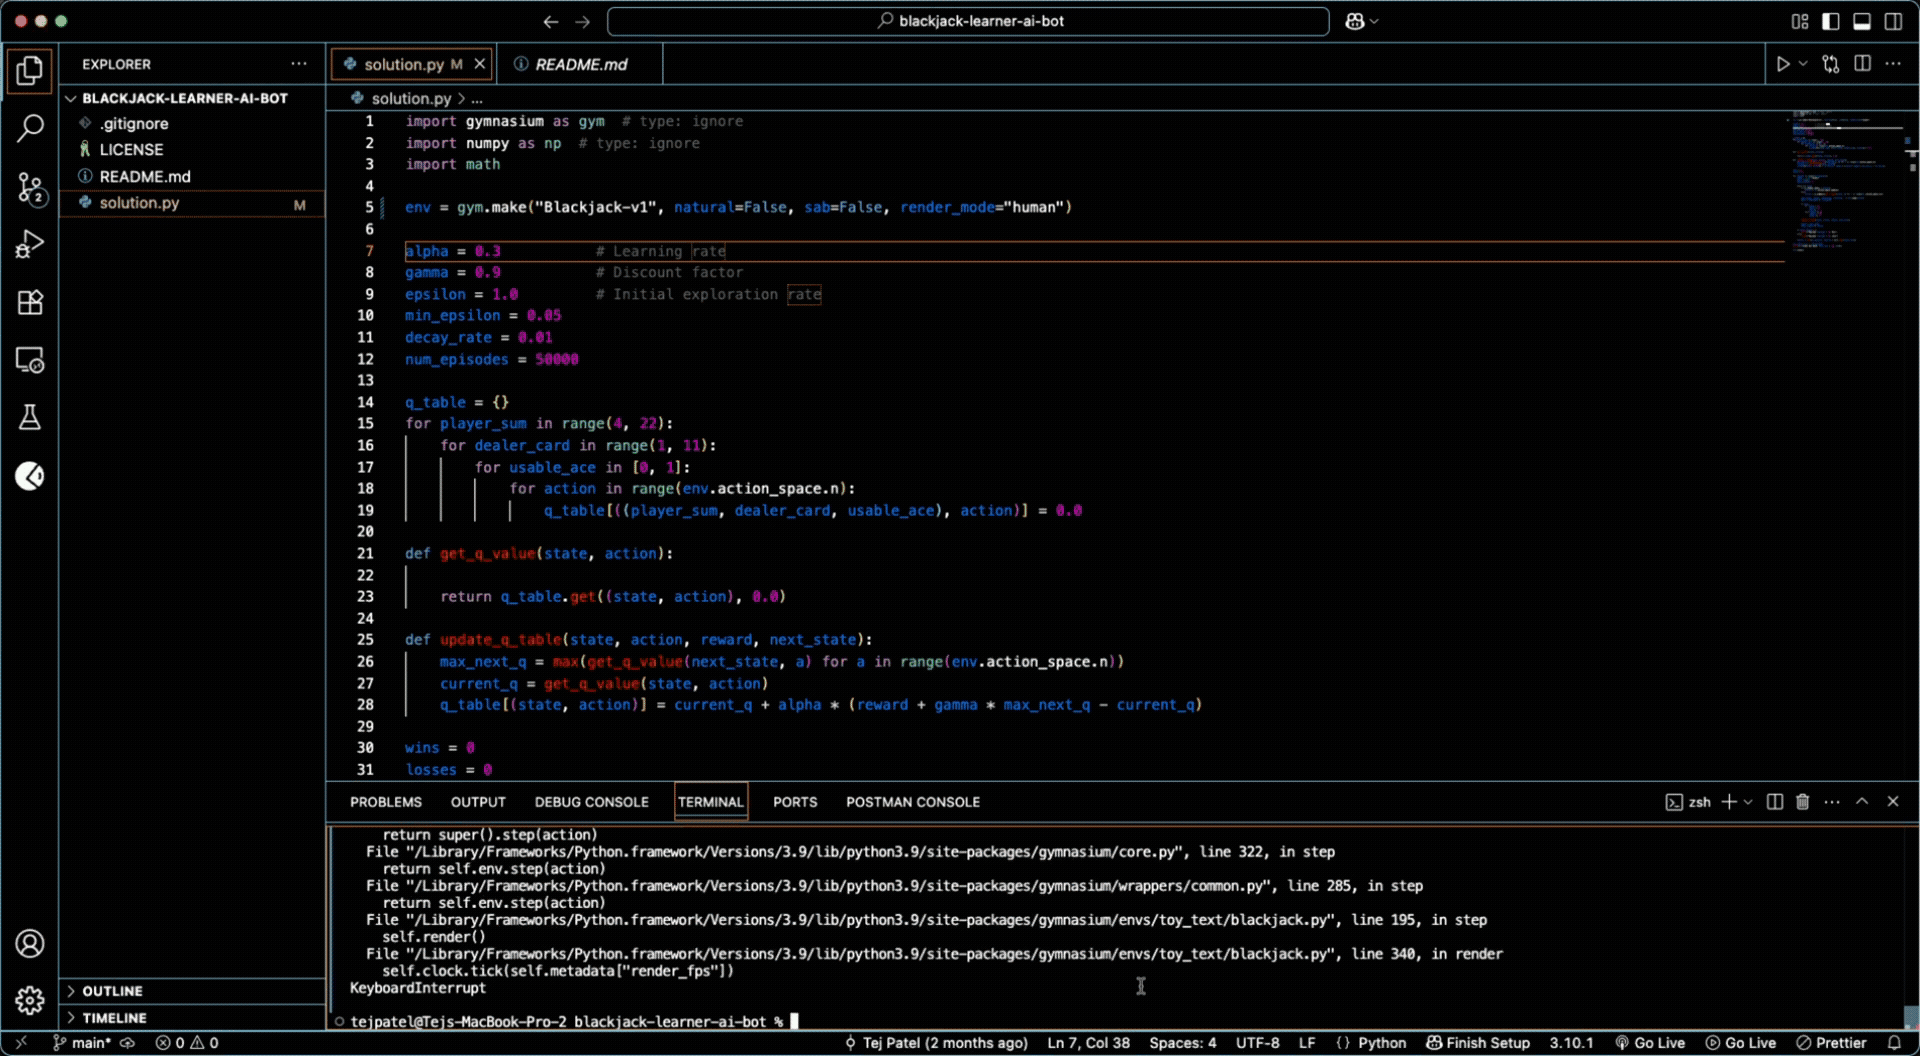 blackjack-learner-ai-bot
EXPLORER
BLACKJACK-LEARNER-AI-BOT
.gitignore
LICENSE
README.md
solution.py M
2
OUTLINE
TIMELINE
solution.py M
README.md
solution.py > ...
1 import gymnasium as gym  # type: ignore
2 import numpy as np  # type: ignore
3 import math
4
5 env = gym.make("Blackjack-v1", natural=False, sab=False, render_mode="human")
6
7 alpha = 0.3           # Learning rate
8 gamma = 0.9           # Discount factor
9 epsilon = 1.0         # Initial exploration rate
10 min_epsilon = 0.05
11 decay_rate = 0.01
12 num_episodes = 50000
13
14 q_table = {}
15 for player_sum in range(4, 22):
16     for dealer_card in range(1, 11):
17         for usable_ace in [0, 1]:
18             for action in range(env.action_space.n):
19                 q_table[((player_sum, dealer_card, usable_ace), action)] = 0.0
20
21 def get_q_value(state, action):
22
23     return q_table.get((state, action), 0.0)
24
25 def update_q_table(state, action, reward, next_state):
26     max_next_q = max(get_q_value(next_state, a) for a in range(env.action_space.n))
27     current_q = get_q_value(state, action)
28     q_table[(state, action)] = current_q + alpha * (reward + gamma * max_next_q - current_q)
29
30 wins = 0
31 losses = 0
PROBLEMS OUTPUT DEBUG CONSOLE TERMINAL PORTS POSTMAN CONSOLE
zsh
return super().step(action)
File "/Library/Frameworks/Python.framework/Versions/3.9/lib/python3.9/site-packages/gymnasium/core.py", line 322, in step
return self.env.step(action)
File "/Library/Frameworks/Python.framework/Versions/3.9/lib/python3.9/site-packages/gymnasium/wrappers/common.py", line 285, in step
return self.env.step(action)
File "/Library/Frameworks/Python.framework/Versions/3.9/lib/python3.9/site-packages/gymnasium/envs/toy_text/blackjack.py", line 195, in step
self.render()
File "/Library/Frameworks/Python.framework/Versions/3.9/lib/python3.9/site-packages/gymnasium/envs/toy_text/blackjack.py", line 340, in render
self.clock.tick(self.metadata["render_fps"])
KeyboardInterrupt
tejpatel@Tejs-MacBook-Pro-2 blackjack-learner-ai-bot %
main* 0 0 Tej Patel (2 months ago) Ln 7, Col 38 Spaces: 4 UTF-8 LF {} Python Finish Setup 3.10.1 Go Live Go Live Prettier